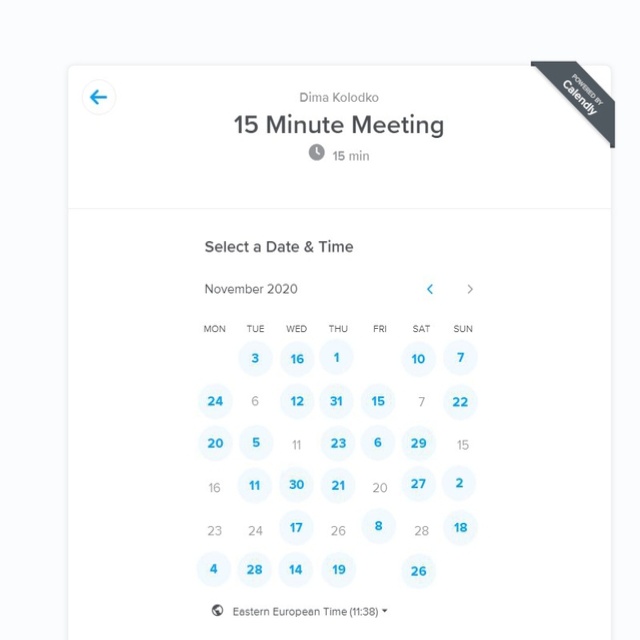 POWERED BY
Calendly
Dima Kolodko
15 Minute Meeting
15 min
Select a Date & Time
November 2020
MON TUE WED THU FRI SAT SUN
3 16 1 10 7
24 6 12 31 15 7 22
20 5 11 23 6 29 15
16 11 30 21 20 27 2
23 24 17 26 8 28 18
4 28 14 19 26
Eastern European Time (11:38)